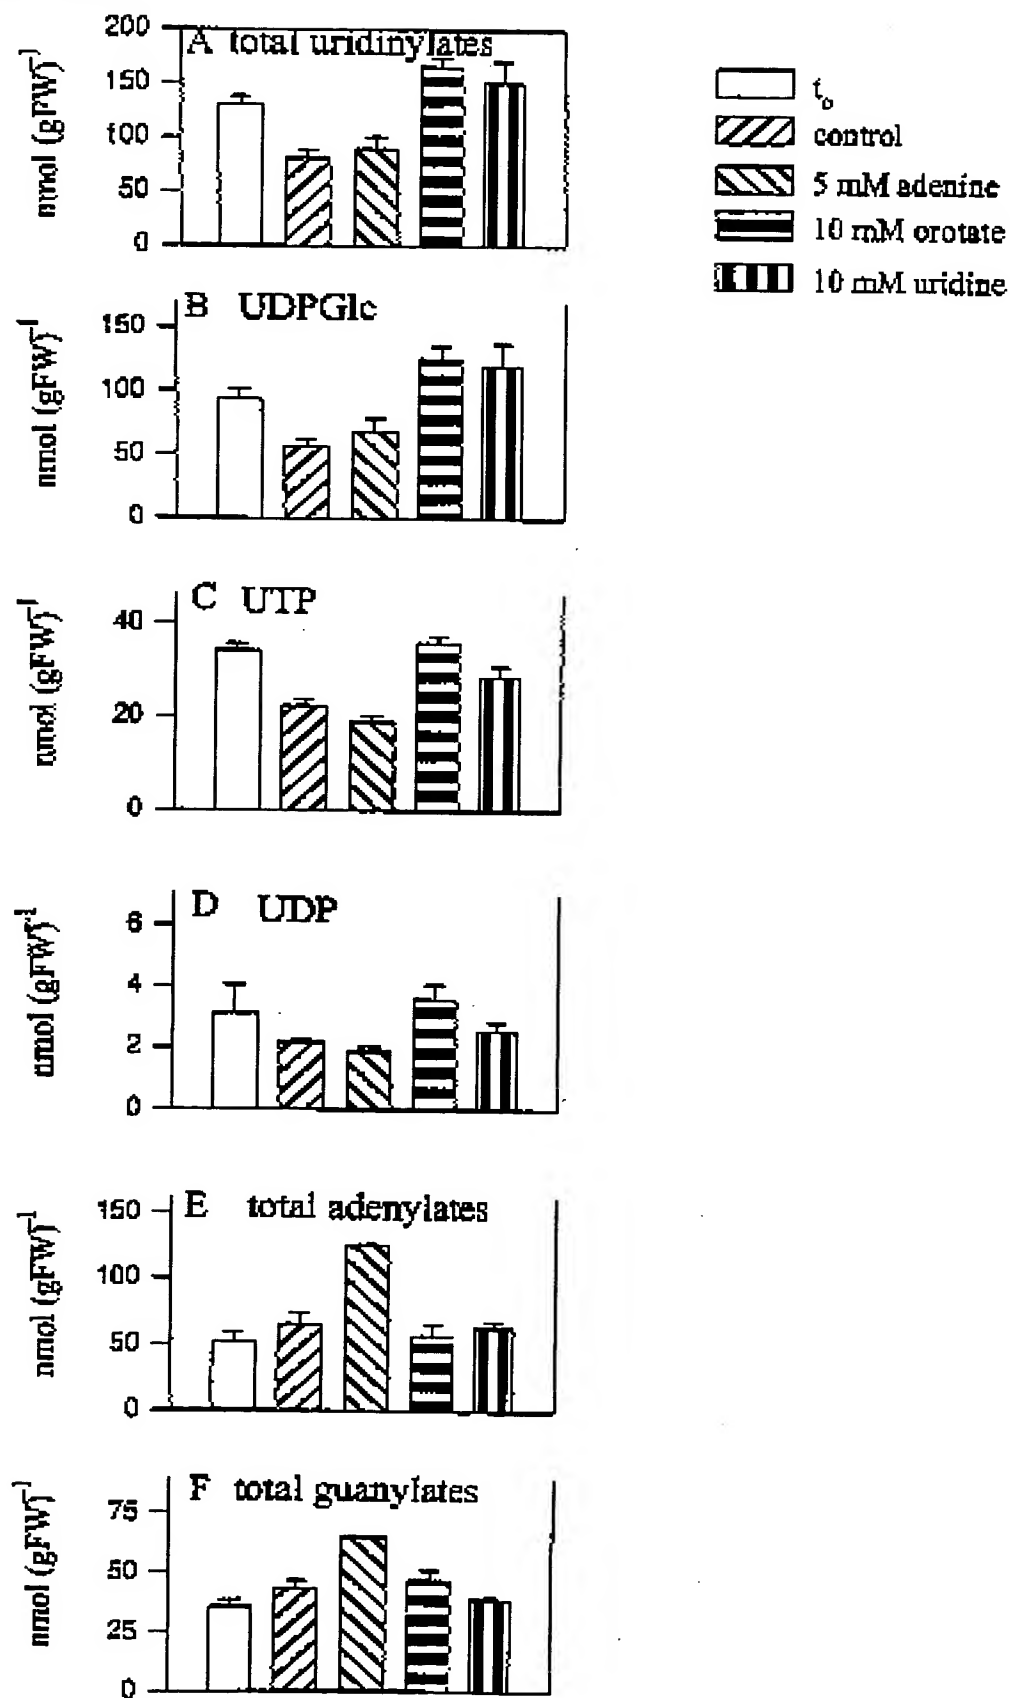 A total uridinylates
200
150
100
50
0
nmol (gFW)⁻¹
t₀
control
5 mM adenine
10 mM orotate
10 mM uridine
B UDPGlc
150
100
50
0
nmol (gFW)⁻¹
C UTP
40
20
0
nmol (gFW)⁻¹
D UDP
6
4
2
0
nmol (gFW)⁻¹
E total adenylates
150
100
50
0
nmol (gFW)⁻¹
F total guanylates
75
50
25
0
nmol (gFW)⁻¹